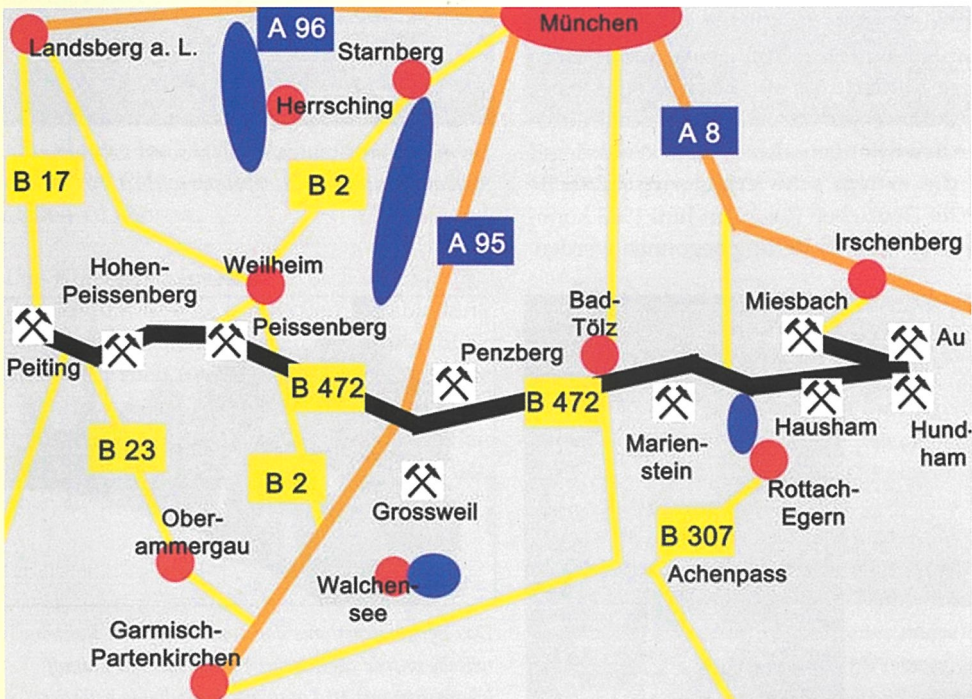 München
A 96
Landsberg a. L.
Starnberg
Herrsching
A 8
B 17
B 2
A 95
Irschenberg
Hohen-
Peissenberg
Weilheim
Bad-
Tölz
Miesbach
Peissenberg
Au
Peiting
Penzberg
B 472
B 472
Hausham
Hund-
ham
Marien-
stein
B 23
B 2
Rottach-
Egern
Grossweil
Ober-
ammergau
B 307
Achenpass
Walchen-
see
Garmisch-
Partenkirchen